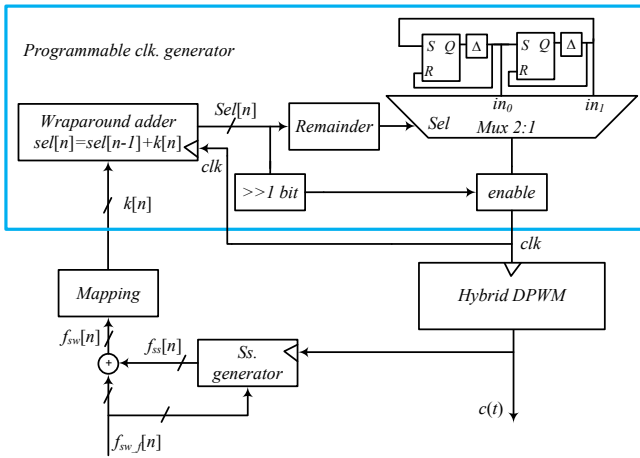 Programmable clk. generator
S Q Δ S Q Δ
R R
Wraparound adder
sel[n]=sel[n-1]+k[n]
Sel[n]
Remainder
in0 in1
Sel Mux 2:1
clk
>>1 bit
enable
k[n]
clk
Mapping
Hybrid DPWM
fsw[n]
fss[n]
Ss.
generator
+
c(t)
fsw_f[n]